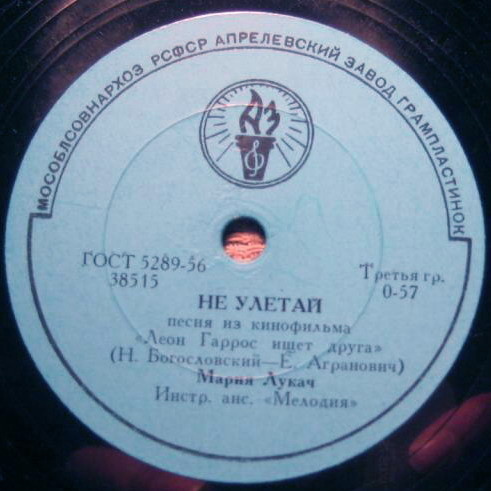 МОСОБЛСОВНАРХОЗ РСФСР АПРЕЛЕВСКИЙ ЗАВОД ГРАМПЛАСТИНОК
АЗ
ГОСТ 5289-56
38515
Третья гр.
0-57
НЕ УЛЕТАЙ
песня из кинофильма
«Леон Гаррос ищет друга»
(Н. Богословский—Е. Агранович)
Мария Лукач
Инстр. анс. «Мелодия»